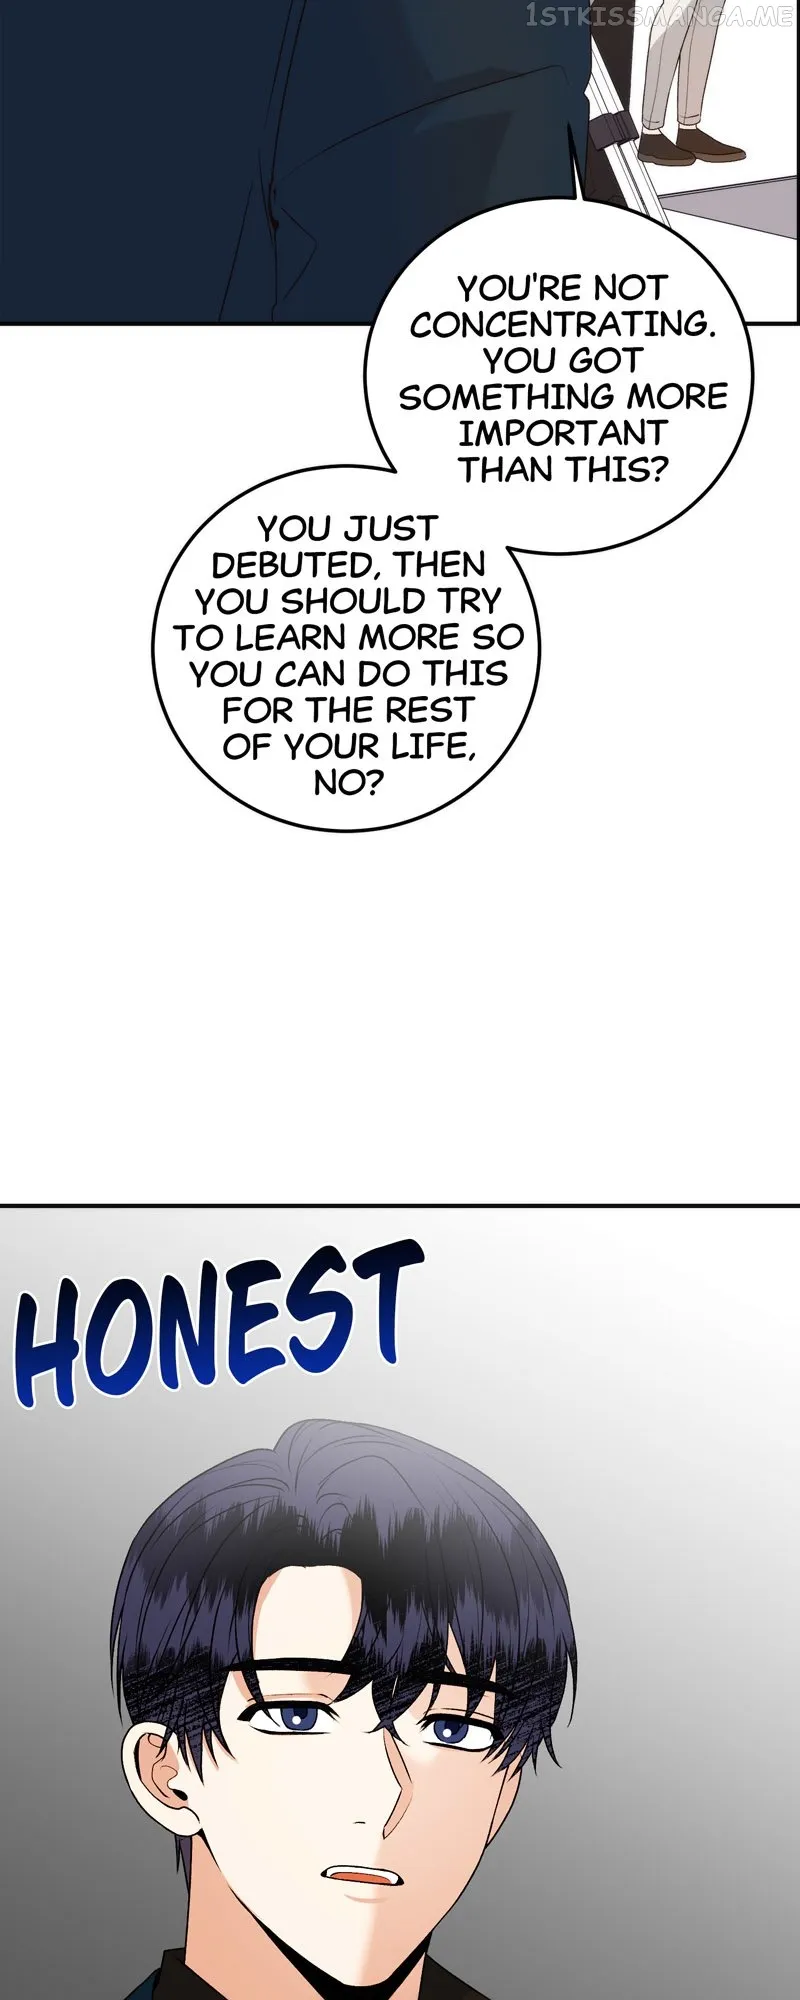 1STKISSMANGA.ME
YOU'RE NOT
CONCENTRATING.
YOU GOT
SOMETHING MORE
IMPORTANT
THAN THIS?
YOU JUST
DEBUTED, THEN
YOU SHOULD TRY
TO LEARN MORE SO
YOU CAN DO THIS
FOR THE REST
OF YOUR LIFE,
NO?
HONEST